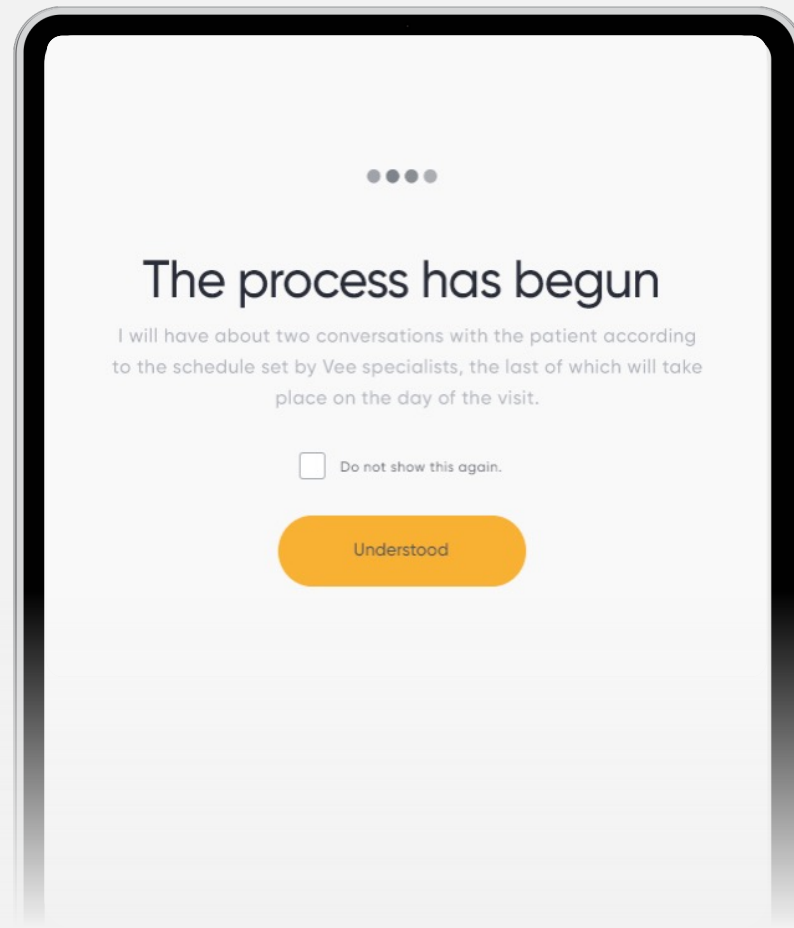 The process has begun
I will have about two conversations with the patient according
to the schedule set by Vee specialists, the last of which will take
place on the day of the visit.
Do not show this again.
Understood